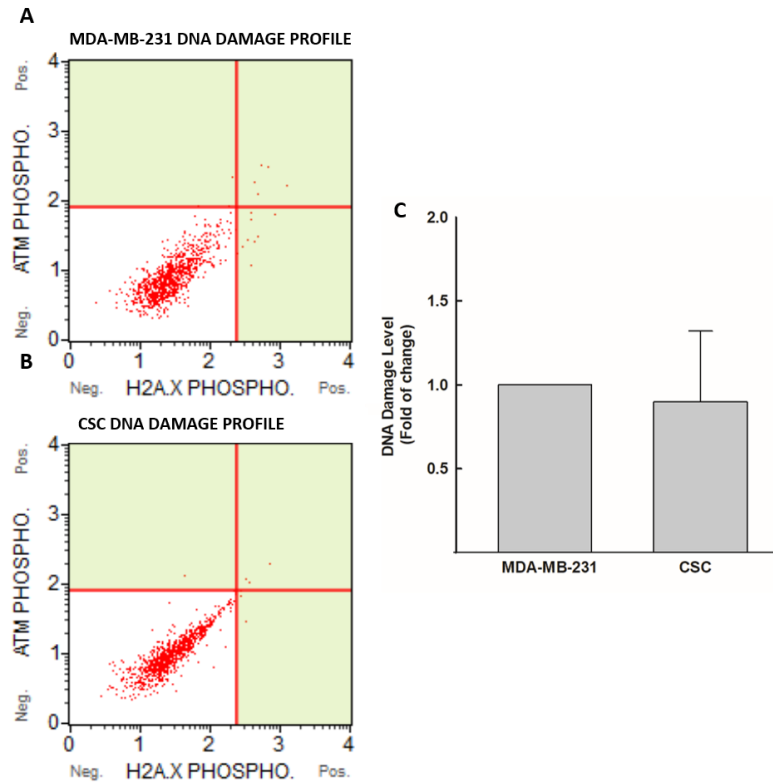 A
MDA-MB-231 DNA DAMAGE PROFILE
4
3
2
1
0
Pos.
ATM PHOSPHO.
Neg.
0 1 2 3 4
Neg. H2A.X PHOSPHO. Pos.
B
CSC DNA DAMAGE PROFILE
4
3
2
1
0
Pos.
ATM PHOSPHO.
Neg.
0 1 2 3 4
Neg. H2A.X PHOSPHO. Pos.
C
2.0
1.5
1.0
0.5
DNA Damage Level
(Fold of change)
MDA-MB-231 CSC